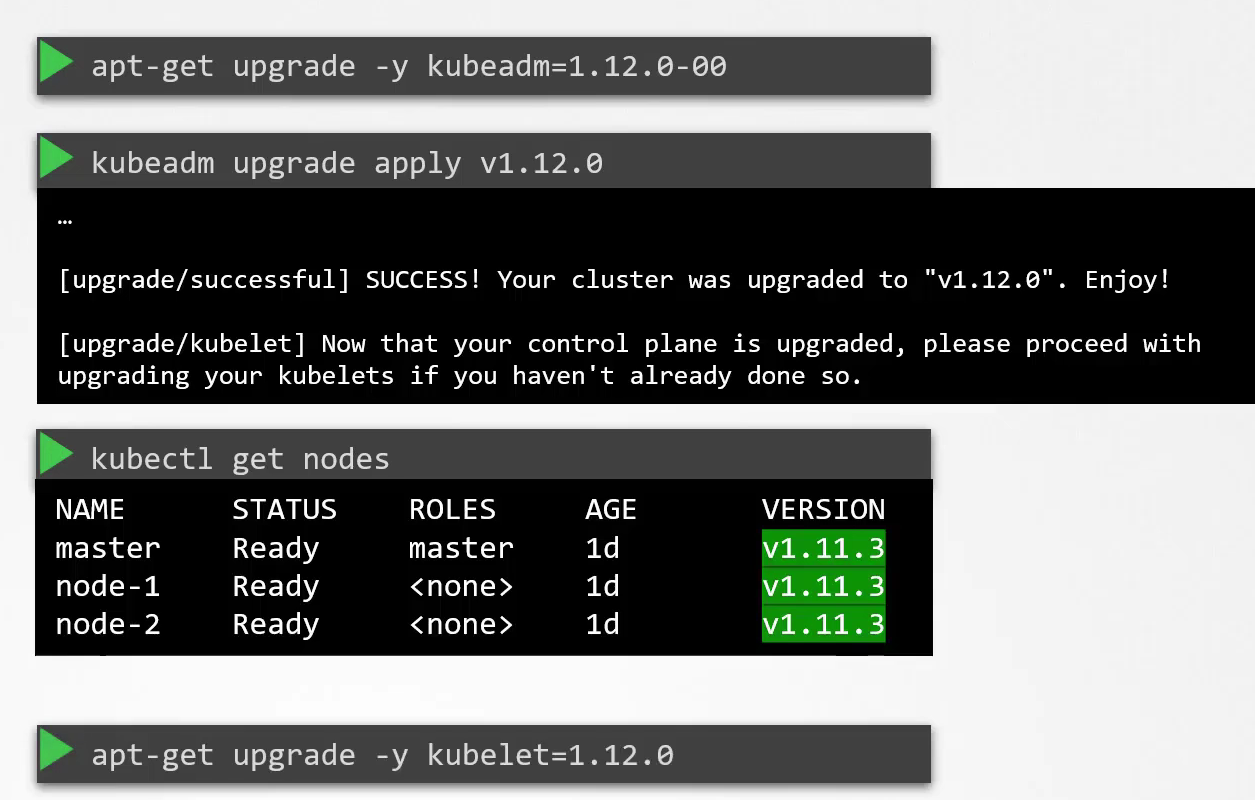 apt-get upgrade -y kubeadm=1.12.0-00
kubeadm upgrade apply v1.12.0
…
[upgrade/successful] SUCCESS! Your cluster was upgraded to "v1.12.0". Enjoy!
[upgrade/kubelet] Now that your control plane is upgraded, please proceed with
upgrading your kubelets if you haven't already done so.
kubectl get nodes
NAME STATUS ROLES AGE VERSION
master Ready master 1d v1.11.3
node-1 Ready <none> 1d v1.11.3
node-2 Ready <none> 1d v1.11.3
apt-get upgrade -y kubelet=1.12.0